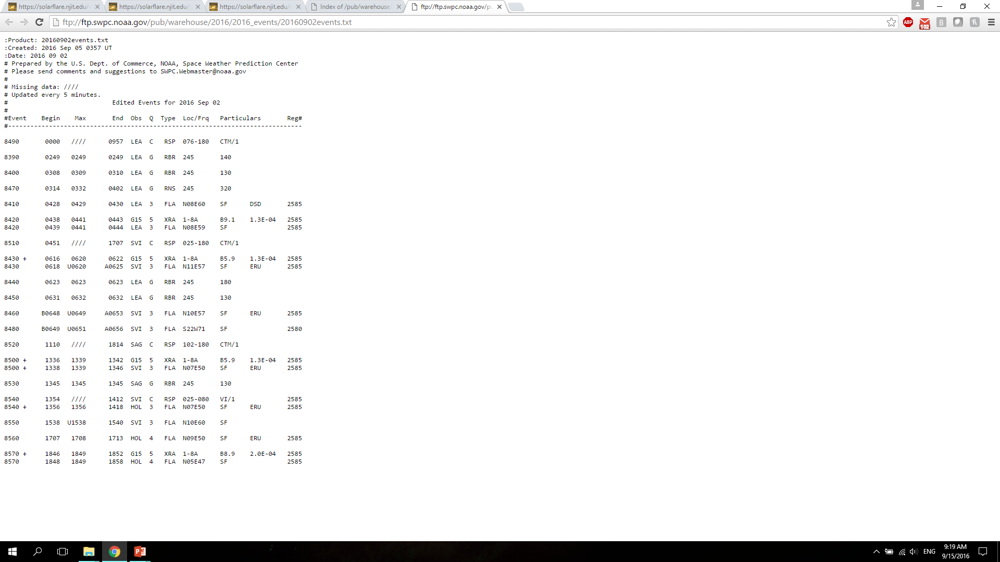 https://solarflare.njit.edu/ https://solarflare.njit.edu/ https://solarflare.njit.edu/ Index of /pub/warehouse/ ftp://ftp.swpc.noaa.gov/p
ftp://ftp.swpc.noaa.gov/pub/warehouse/2016/2016_events/20160902events.txt ABP 102 B h
:Product: 20160902events.txt
:Created: 2016 Sep 05 0357 UT
:Date: 2016 09 02
# Prepared by the U.S. Dept. of Commerce, NOAA, Space Weather Prediction Center
# Please send comments and suggestions to SWPC.Webmaster@noaa.gov
#
# Missing data: ////
# Updated every 5 minutes.
# Edited Events for 2016 Sep 02
#
#Event Begin Max End Obs Q Type Loc/Frq Particulars Reg#
#-------------------------------------------------------------------------------
8490 0000 //// 0957 LEA C RSP 076-180 CTM/1
8390 0249 0249 0249 LEA G RBR 245 140
8400 0308 0309 0310 LEA G RBR 245 130
8470 0314 0332 0402 LEA G RNS 245 320
8410 0428 0429 0430 LEA 3 FLA N08E60 SF DSD 2585
8420 0438 0441 0443 G15 5 XRA 1-8A B9.1 1.3E-04 2585
8420 0439 0441 0444 LEA 3 FLA N08E59 SF 2585
8510 0451 //// 1707 SVI C RSP 025-180 CTM/1
8430 + 0616 0620 0622 G15 5 XRA 1-8A B5.9 1.3E-04 2585
8430 0618 U0620 A0625 SVI 3 FLA N11E57 SF ERU 2585
8440 0623 0623 0623 LEA G RBR 245 180
8450 0631 0632 0632 LEA G RBR 245 130
8460 B0648 U0649 A0653 SVI 3 FLA N10E57 SF ERU 2585
8480 B0649 U0651 A0656 SVI 3 FLA S22W71 SF 2580
8520 1110 //// 1814 SAG C RSP 102-180 CTM/1
8500 + 1336 1339 1342 G15 5 XRA 1-8A B5.9 1.3E-04 2585
8500 + 1338 1339 1346 SVI 3 FLA N07E50 SF ERU 2585
8530 1345 1345 1345 SAG G RBR 245 130
8540 1354 //// 1412 SVI C RSP 025-080 VI/1 2585
8540 + 1356 1356 1418 HOL 3 FLA N07E50 SF ERU 2585
8550 1538 U1538 1540 SVI 3 FLA N10E60 SF
8560 1707 1708 1713 HOL 4 FLA N09E50 SF ERU 2585
8570 + 1846 1849 1852 G15 5 XRA 1-8A B8.9 2.0E-04 2585
8570 1848 1849 1858 HOL 4 FLA N05E47 SF 2585
ENG 9:19 AM
9/15/2016